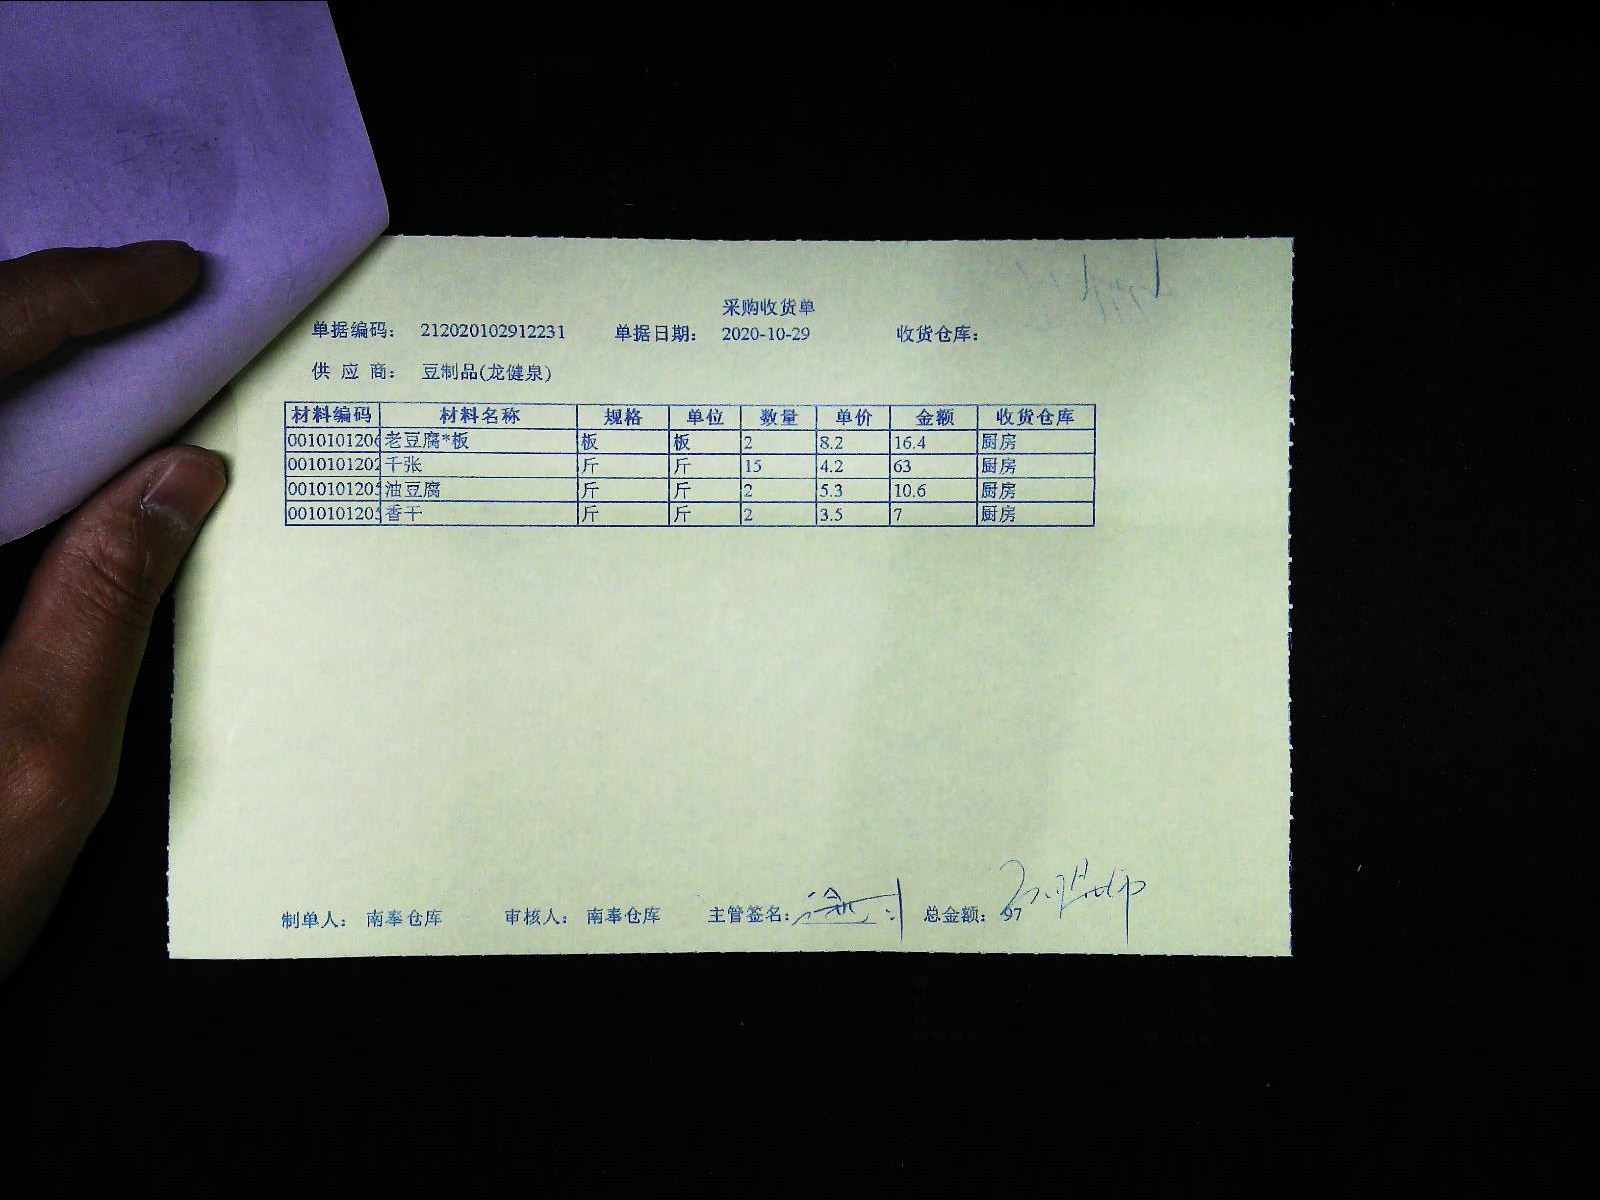 采购收货单
单据编码： 212020102912231 单据日期： 2020-10-29 收货仓库：
供 应 商： 豆制品(龙健泉)
材料编码 材料名称 规格 单位 数量 单价 金额 收货仓库
0010101206 老豆腐*板 板 板 2 8.2 16.4 厨房
0010101202 千张 斤 斤 15 4.2 63 厨房
001010120 油豆腐 斤 斤 2 5.3 10.6 厨房
001010120 香干 斤 斤 2 3.5 7 厨房
制单人： 南奉仓库 审核人： 南奉仓库 主管签名： 总金额： 97